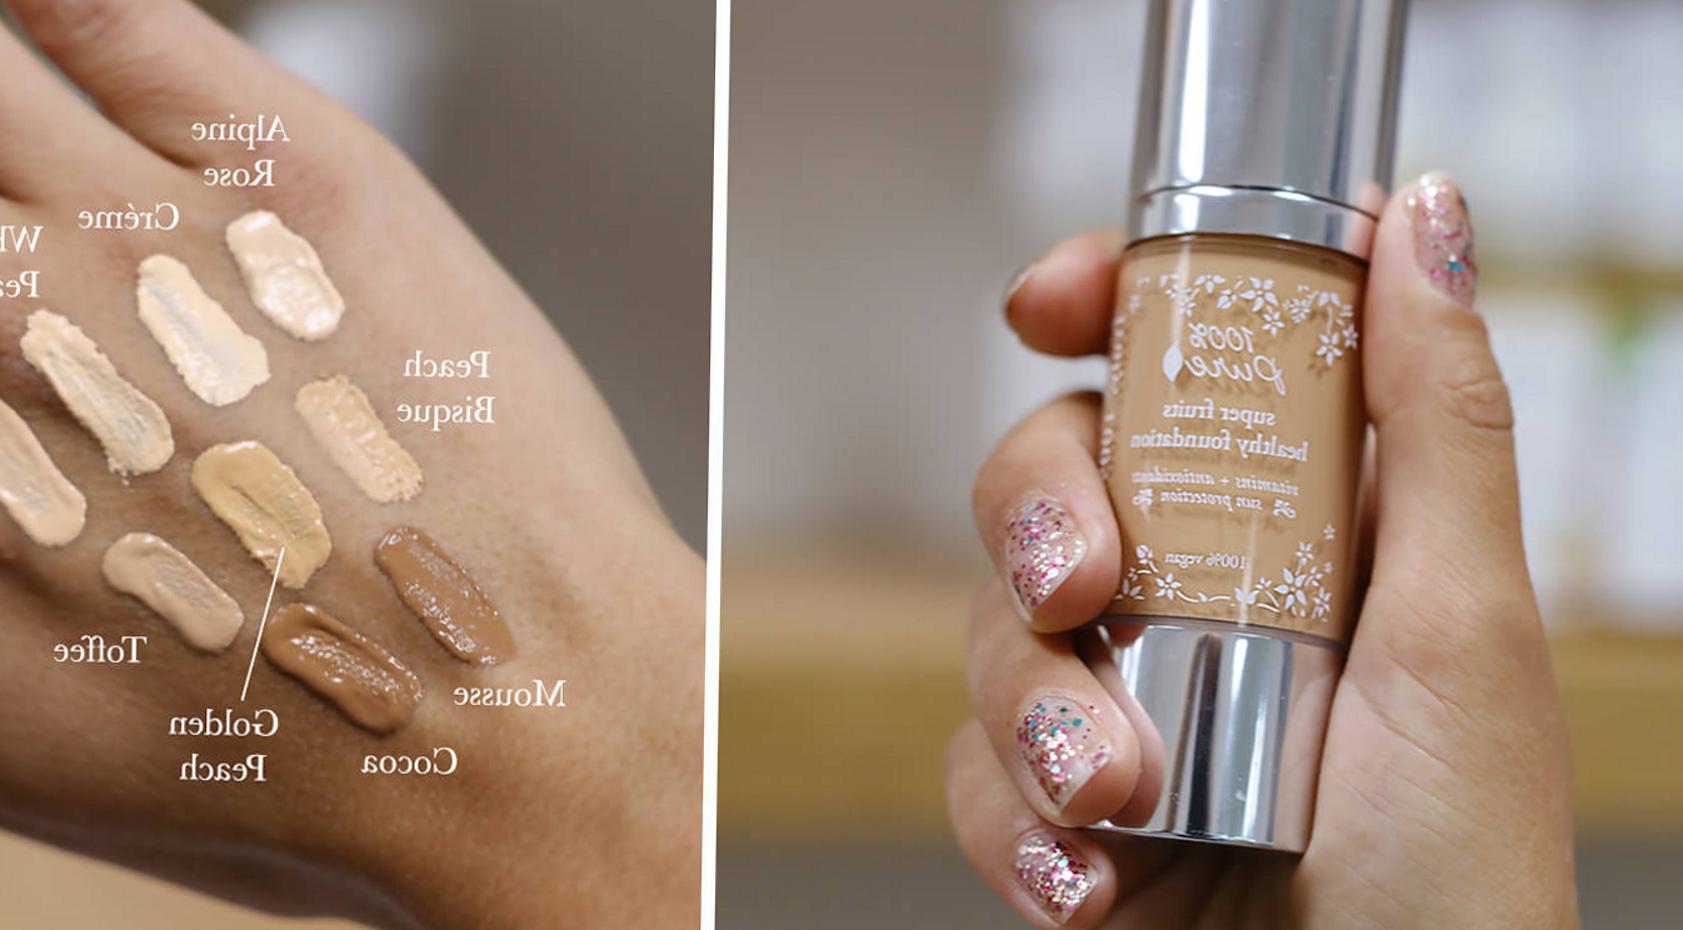 Alpine
Rose
Créme
Peach
Bisque
Toffee
Golden
Peach
Mousse
Cocoa
100%
Pure
super fruits
healthy foundation
vitamins + antioxidants
sun protection
100% vegan